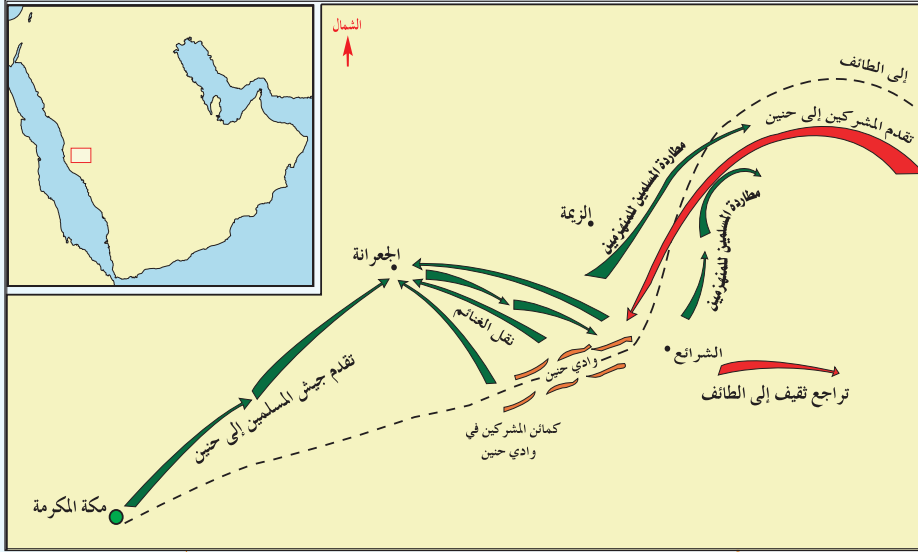 الشمال
إلى الطائف
تقدم المشركين إلى حنين
مطاردة المسلمين للمنهزمين
مطاردة المسلمين للمنهزمين
الزيمة
الجعرانة
نقل الغنائم
وادي حنين
الشرائع
تراجع ثقيف إلى الطائف
تقدم جيش المسلمين إلى حنين
كمائن المشركين في
وادي حنين
مكة المكرمة